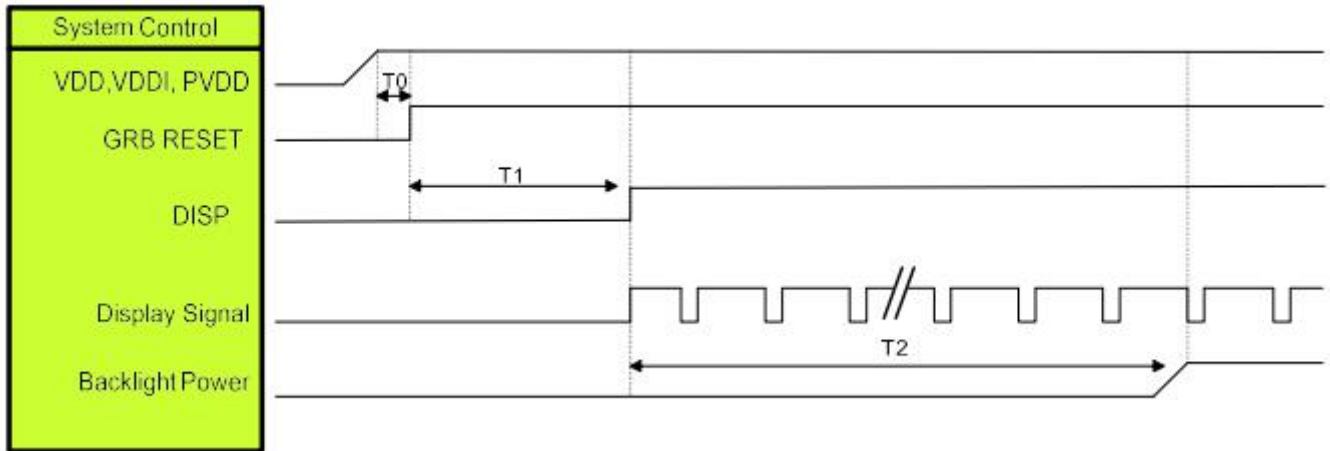 System Control
VDD,VDDI, PVDD
T0
GRB RESET
T1
DISP
Display Signal
T2
Backlight Power